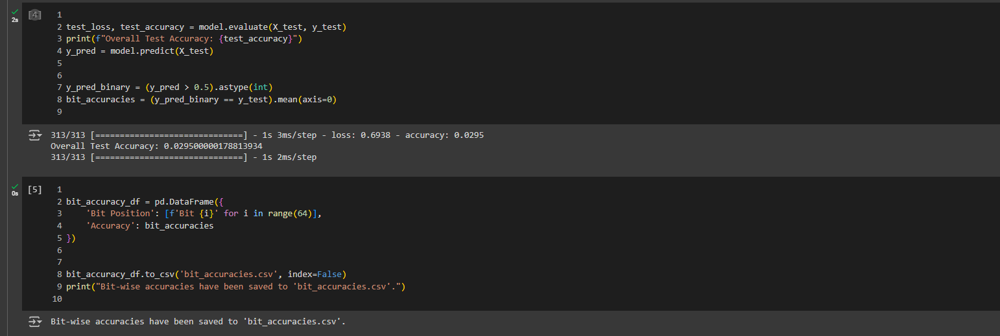 [4]
2s
1
2 test_loss, test_accuracy = model.evaluate(X_test, y_test)
3 print(f"Overall Test Accuracy: {test_accuracy}")
4 y_pred = model.predict(X_test)
5
6
7 y_pred_binary = (y_pred > 0.5).astype(int)
8 bit_accuracies = (y_pred_binary == y_test).mean(axis=0)
9
313/313 [==============================] - 1s 3ms/step - loss: 0.6938 - accuracy: 0.0295
Overall Test Accuracy: 0.029500000178813934
313/313 [==============================] - 1s 2ms/step
[5]
0s
1
2 bit_accuracy_df = pd.DataFrame({
3     'Bit Position': [f'Bit {i}' for i in range(64)],
4     'Accuracy': bit_accuracies
5 })
6
7
8 bit_accuracy_df.to_csv('bit_accuracies.csv', index=False)
9 print("Bit-wise accuracies have been saved to 'bit_accuracies.csv'.")
10
Bit-wise accuracies have been saved to 'bit_accuracies.csv'.